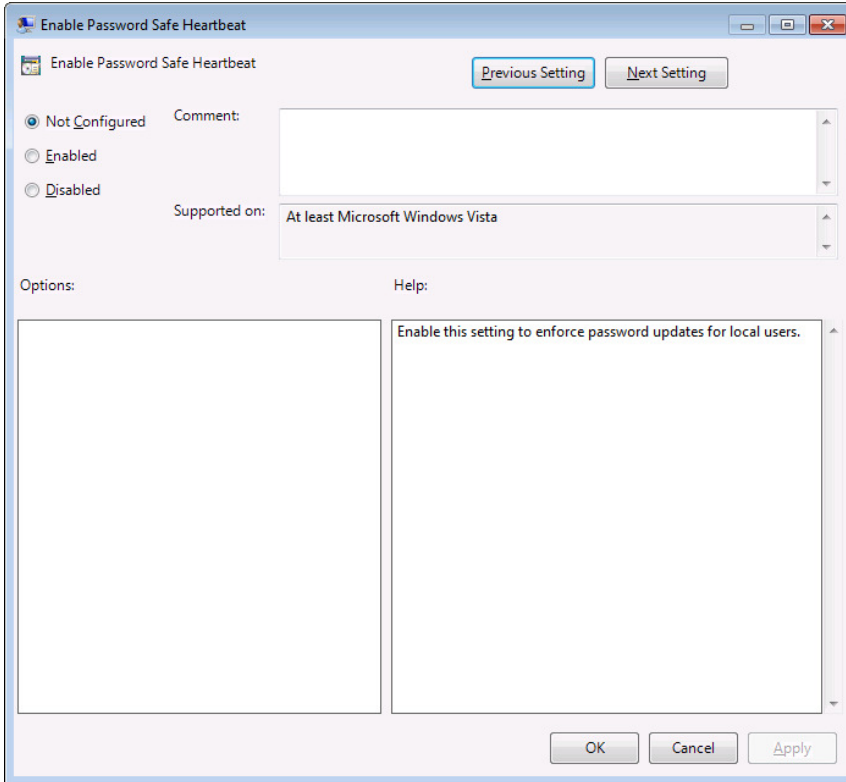 Enable Password Safe Heartbeat
Enable Password Safe Heartbeat
Previous Setting
Next Setting
Not Configured
Comment:
Enabled
Disabled
Supported on:
At least Microsoft Windows Vista
Options:
Help:
Enable this setting to enforce password updates for local users.
OK
Cancel
Apply